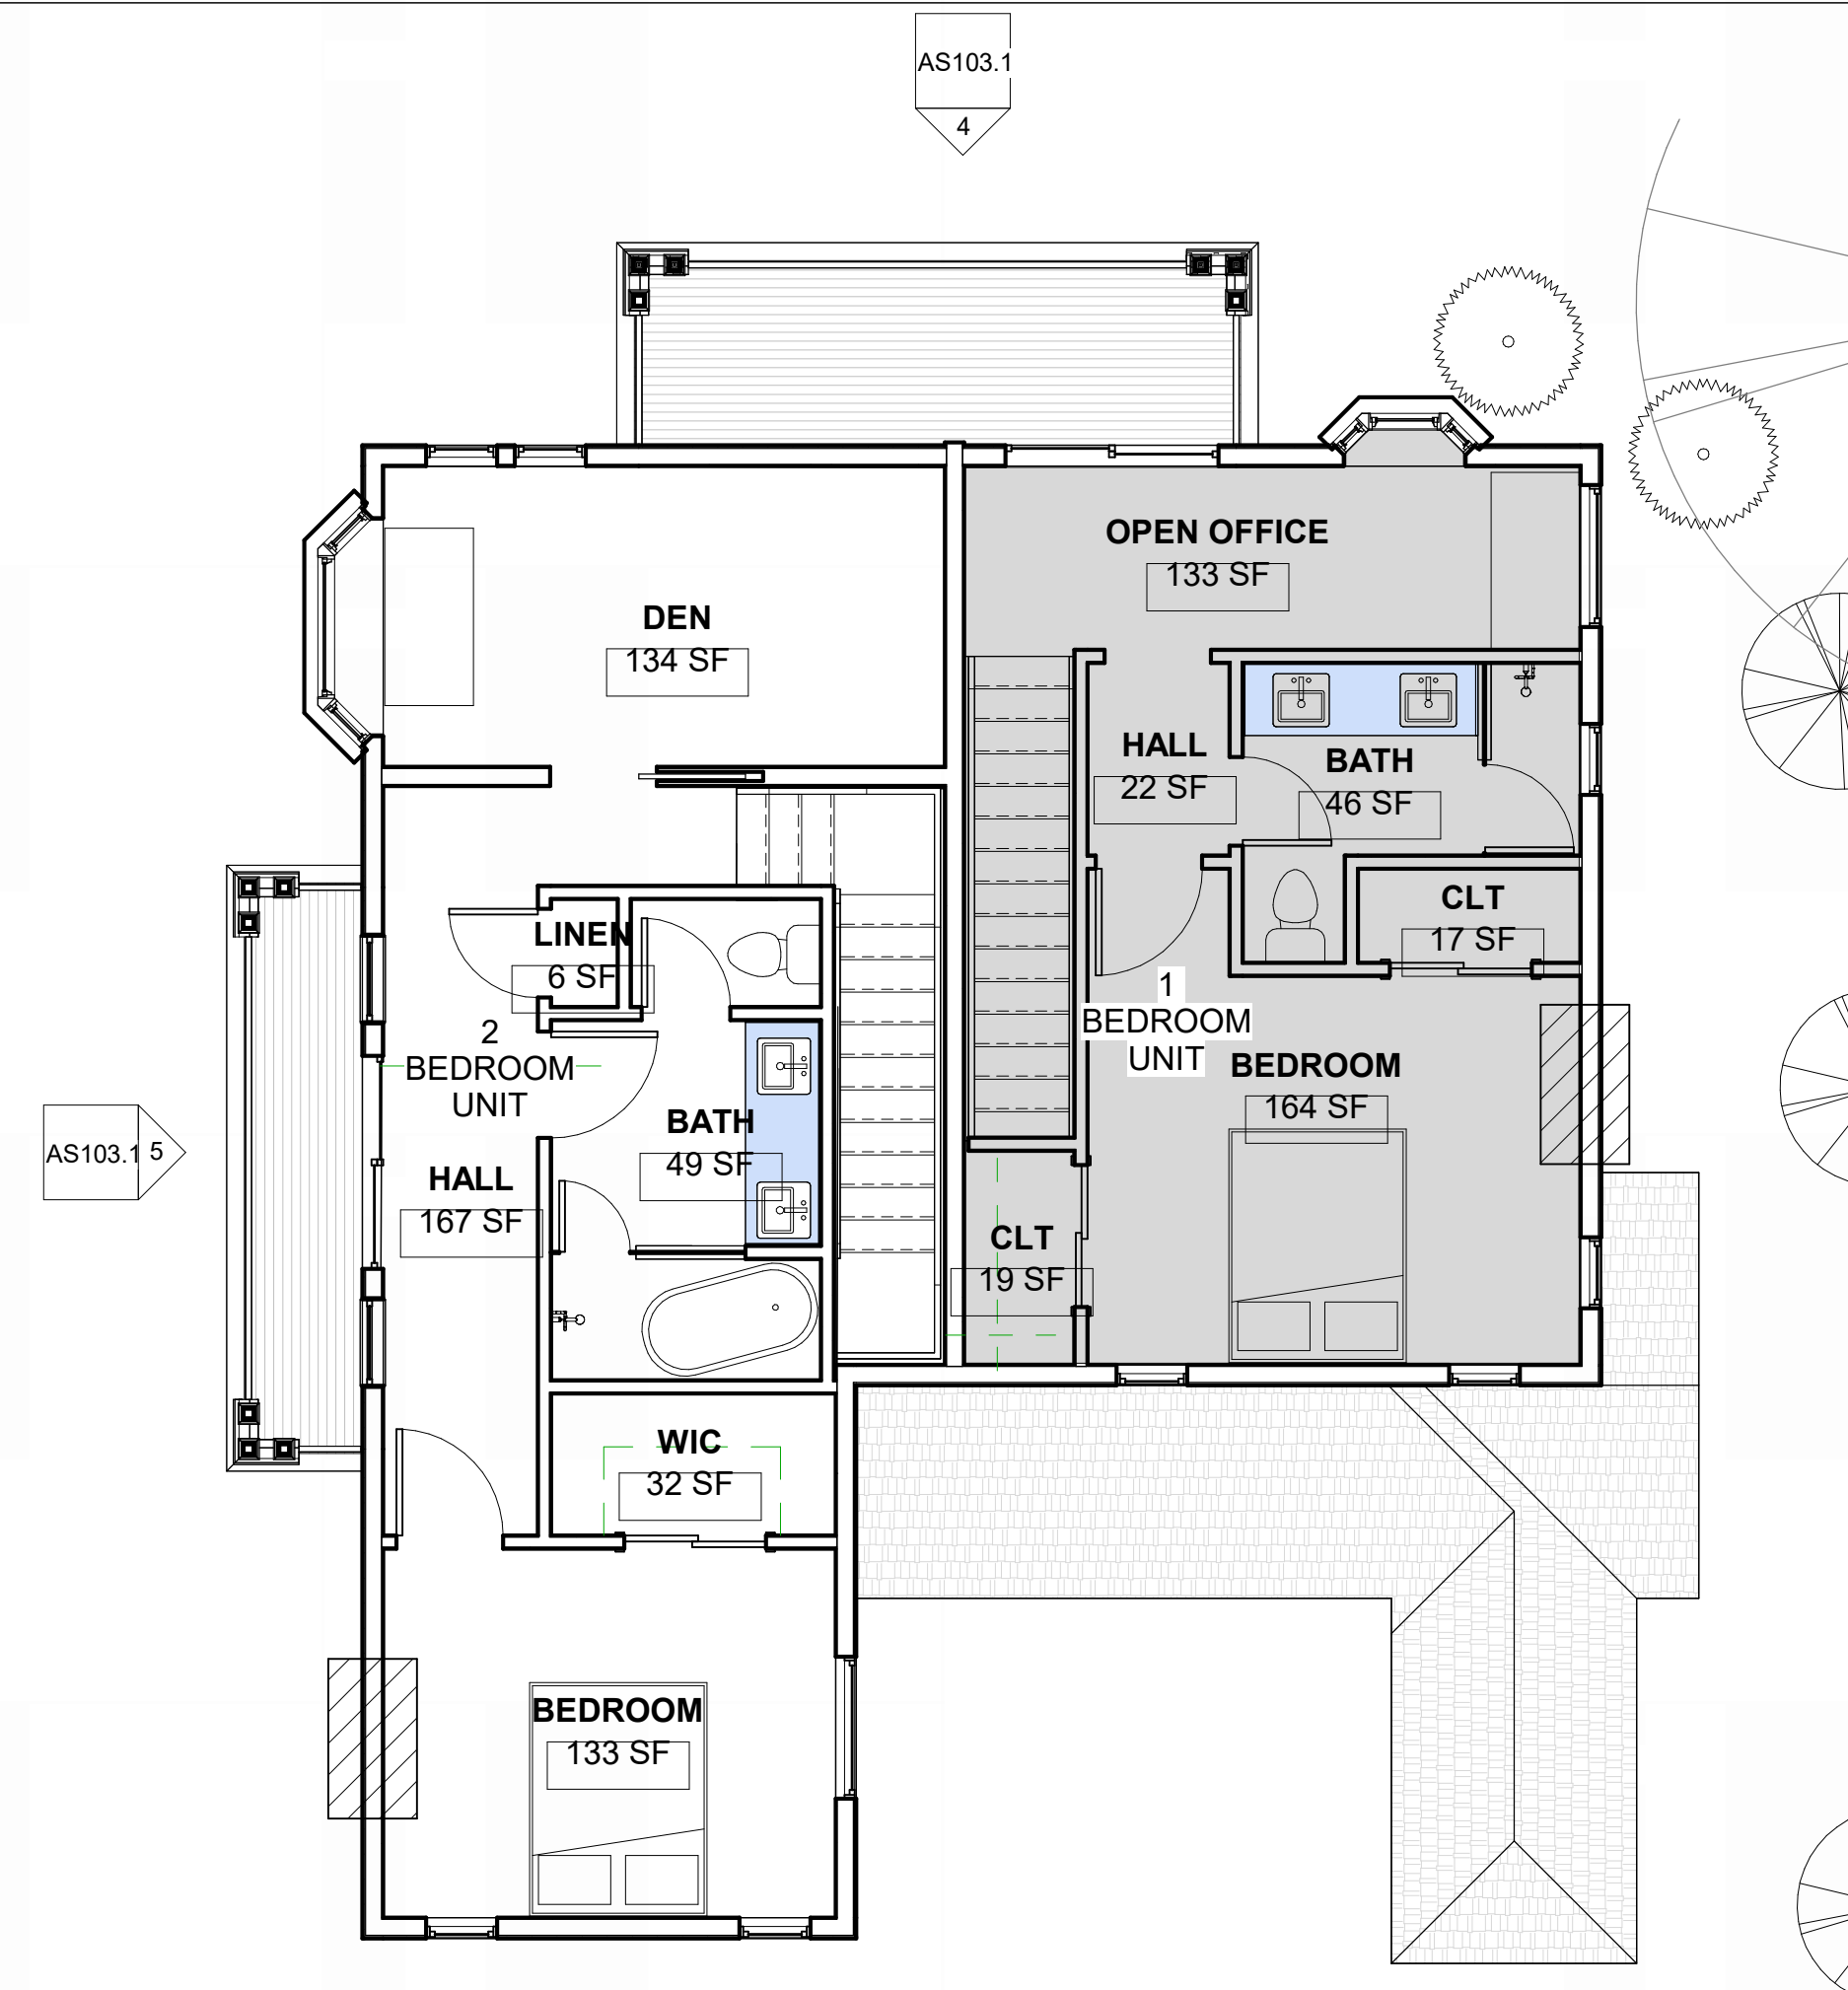 AS103.1
4
OPEN OFFICE
133 SF
DEN
134 SF
HALL
22 SF
BATH
46 SF
CLT
17 SF
LINEN
6 SF
1
BEDROOM
UNIT
2
BEDROOM
UNIT
BEDROOM
164 SF
BATH
49 SF
AS103.1 5
HALL
167 SF
CLT
19 SF
WIC
32 SF
BEDROOM
133 SF